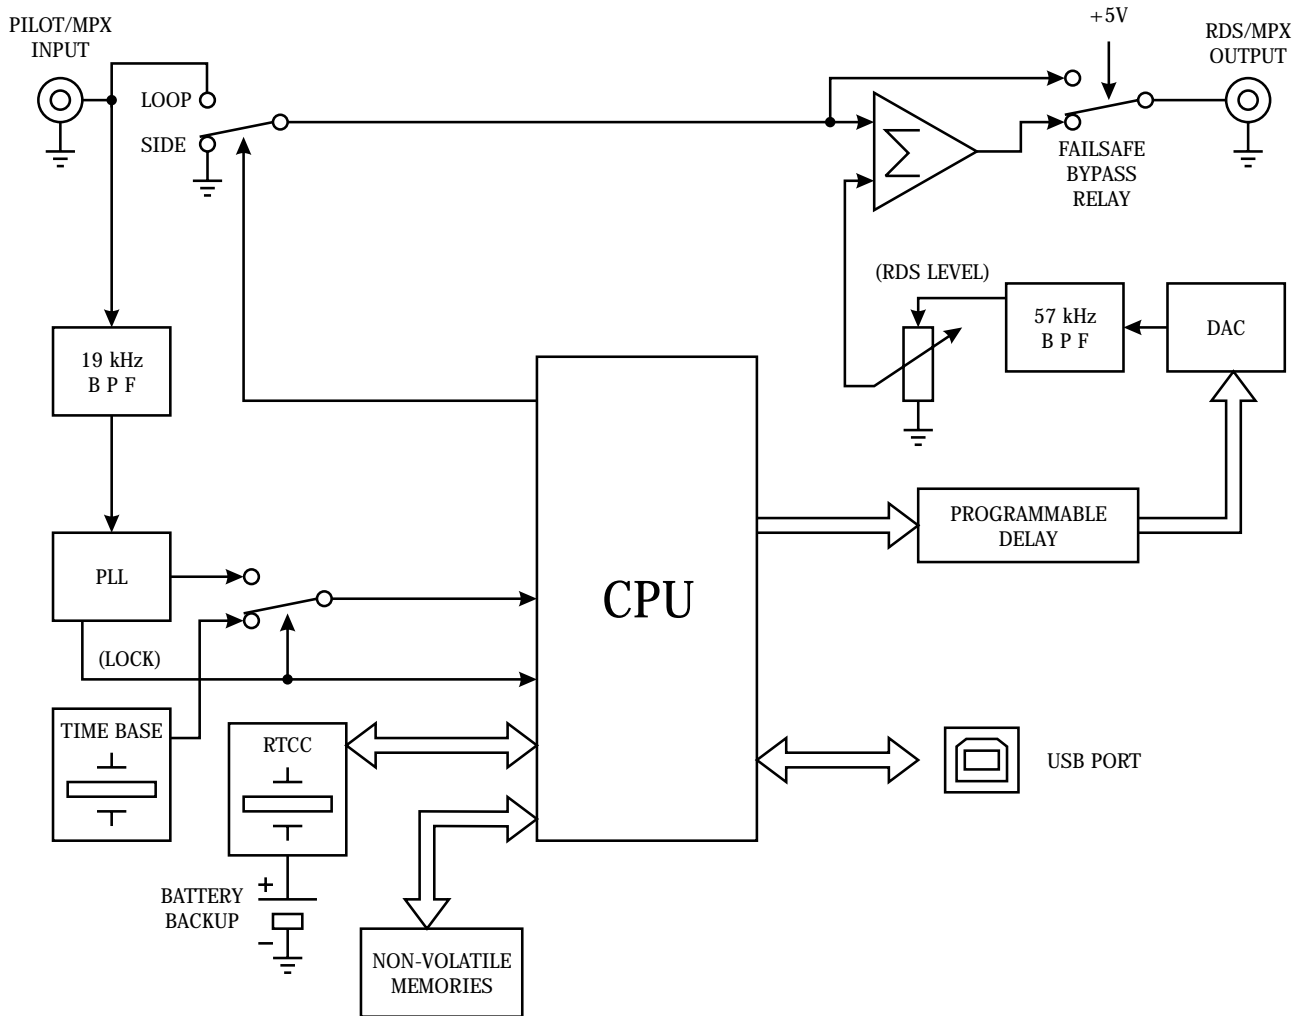 PILOT/MPX
INPUT
+5V
RDS/MPX
OUTPUT
LOOP
SIDE
Σ
FAILSAFE
BYPASS
RELAY
(RDS LEVEL)
19 kHz
B P F
57 kHz
B P F
DAC
PROGRAMMABLE
DELAY
PLL
CPU
(LOCK)
TIME BASE
RTCC
USB PORT
+
BATTERY
BACKUP
−
NON-VOLATILE
MEMORIES